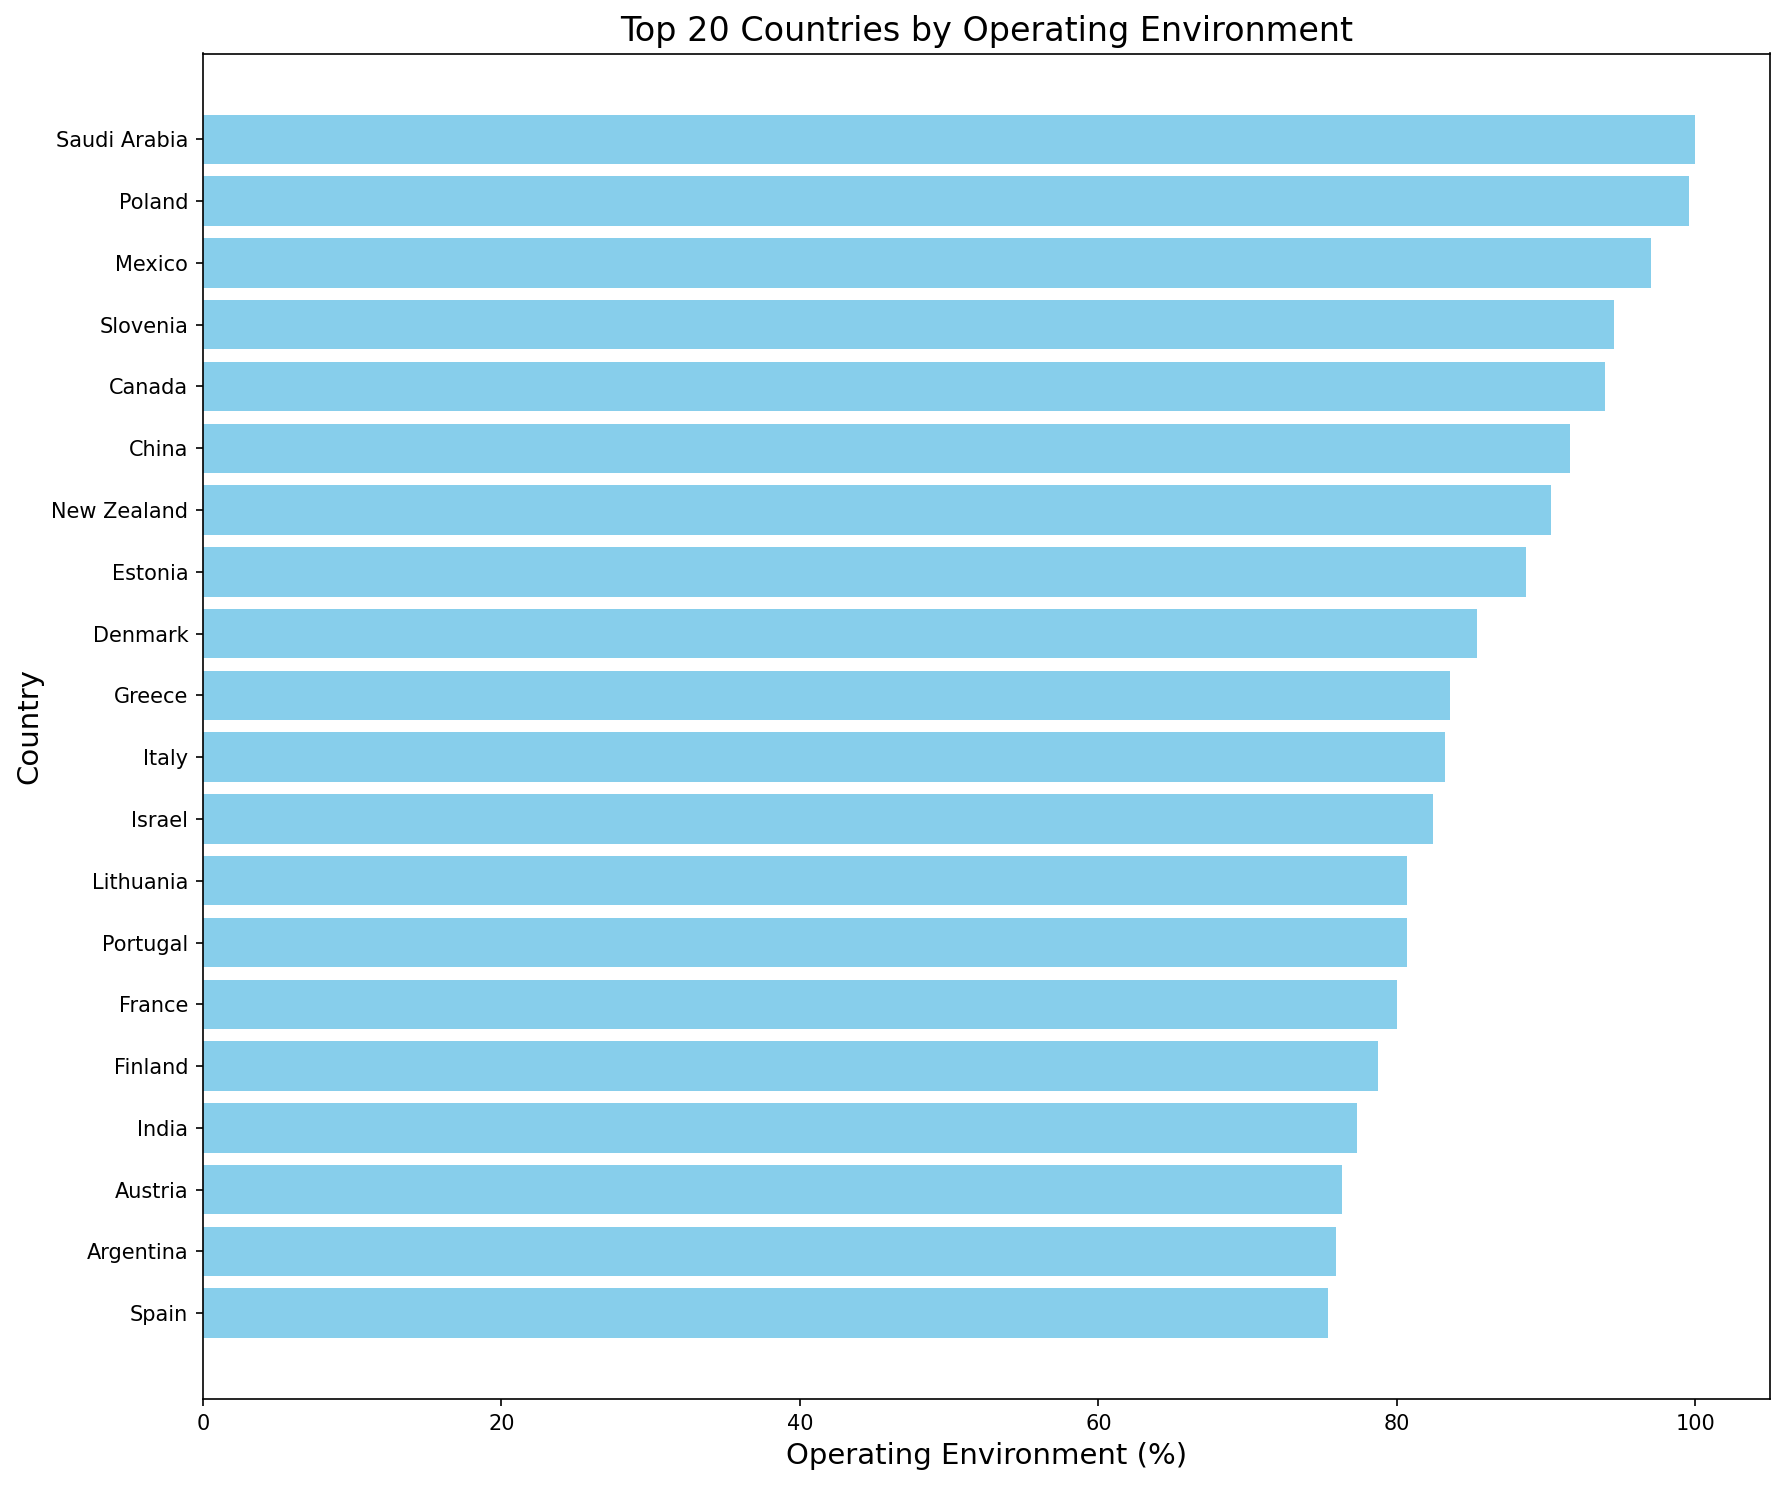 Top 20 Countries by Operating Environment
Country
Saudi Arabia
Poland
Mexico
Slovenia
Canada
China
New Zealand
Estonia
Denmark
Greece
Italy
Israel
Lithuania
Portugal
France
Finland
India
Austria
Argentina
Spain
0 20 40 60 80 100
Operating Environment (%)